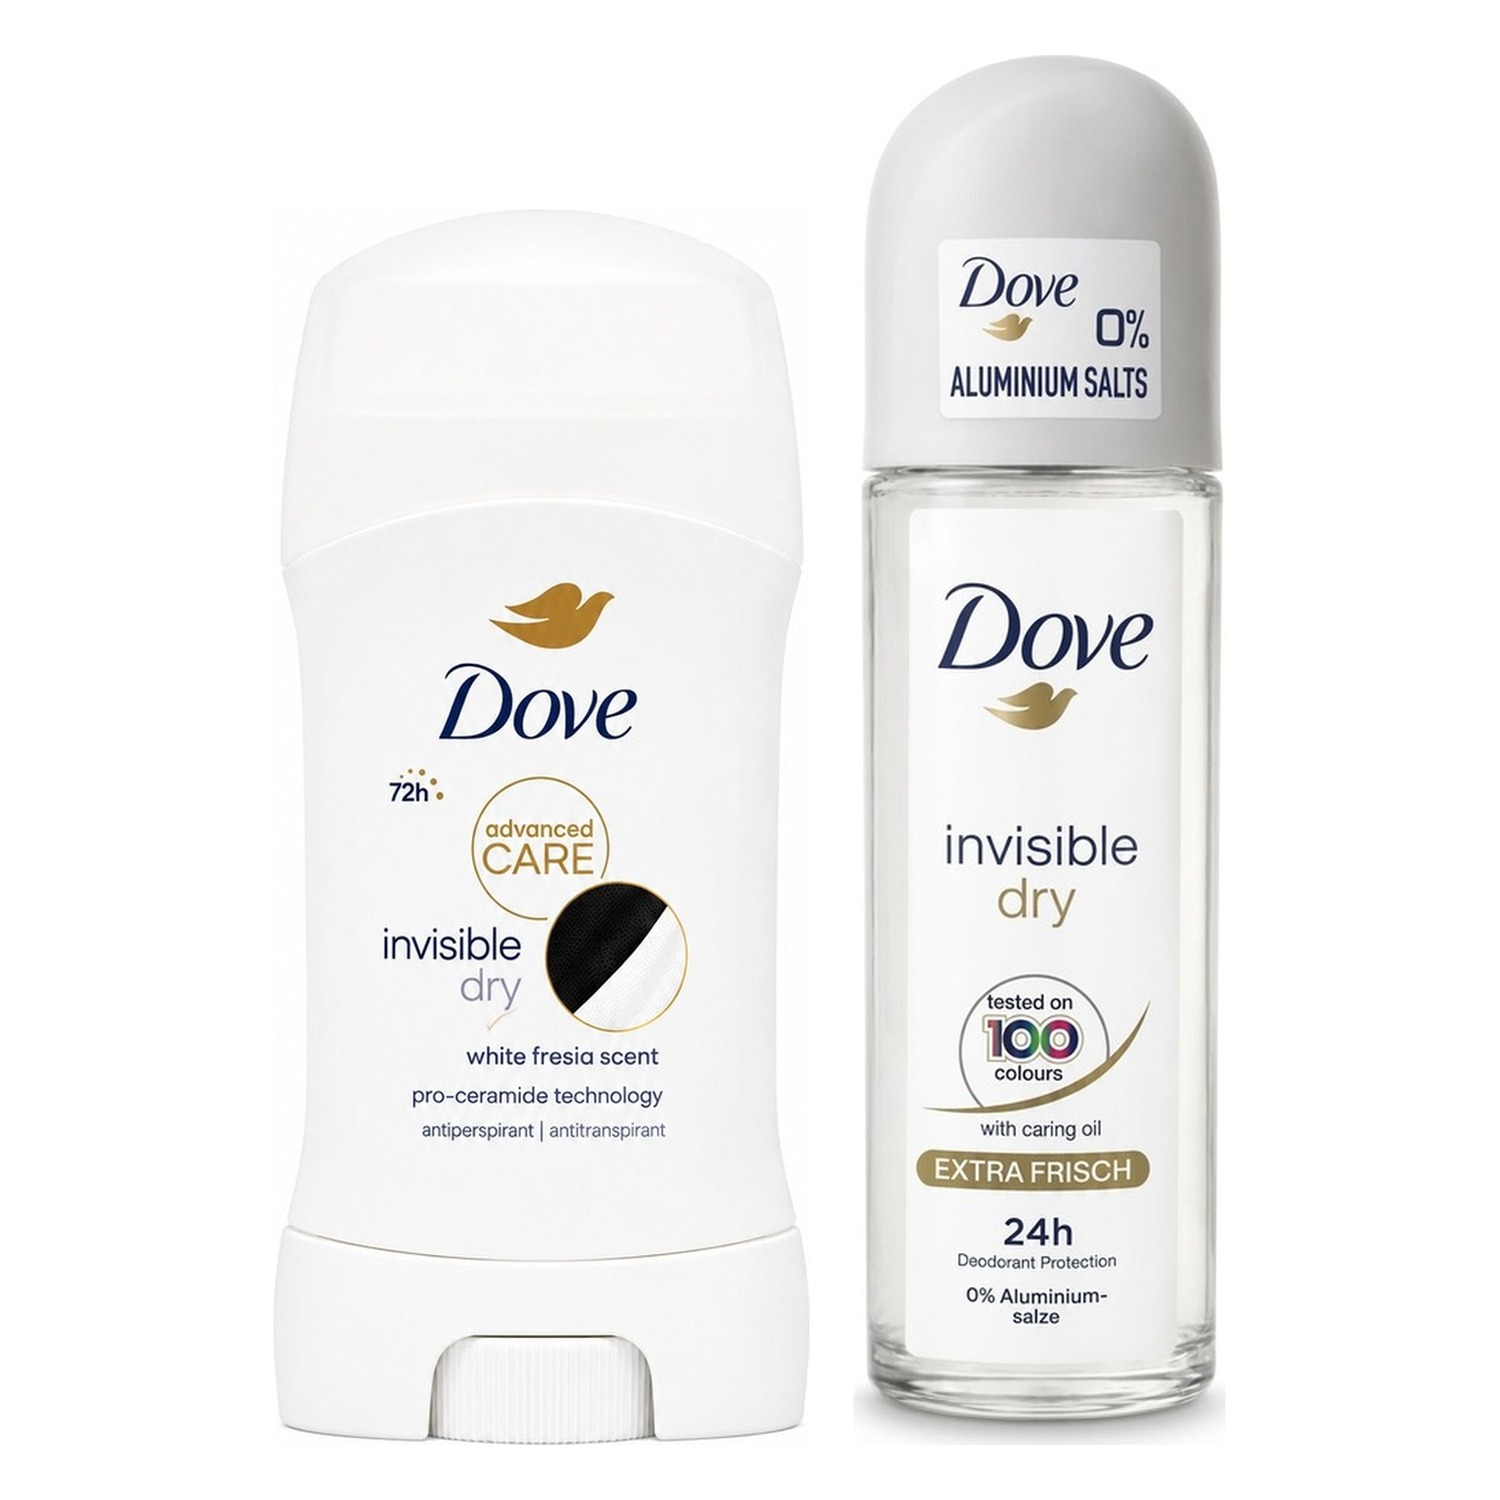 Dove
72h
advanced
CARE
invisible
dry
white fresia scent
pro-ceramide technology
antiperspirant | antitranspirant
Dove
0%
ALUMINIUM SALTS
Dove
invisible
dry
tested on
100
colours
with caring oil
EXTRA FRISCH
24h
Deodorant Protection
0% Aluminium-
salze